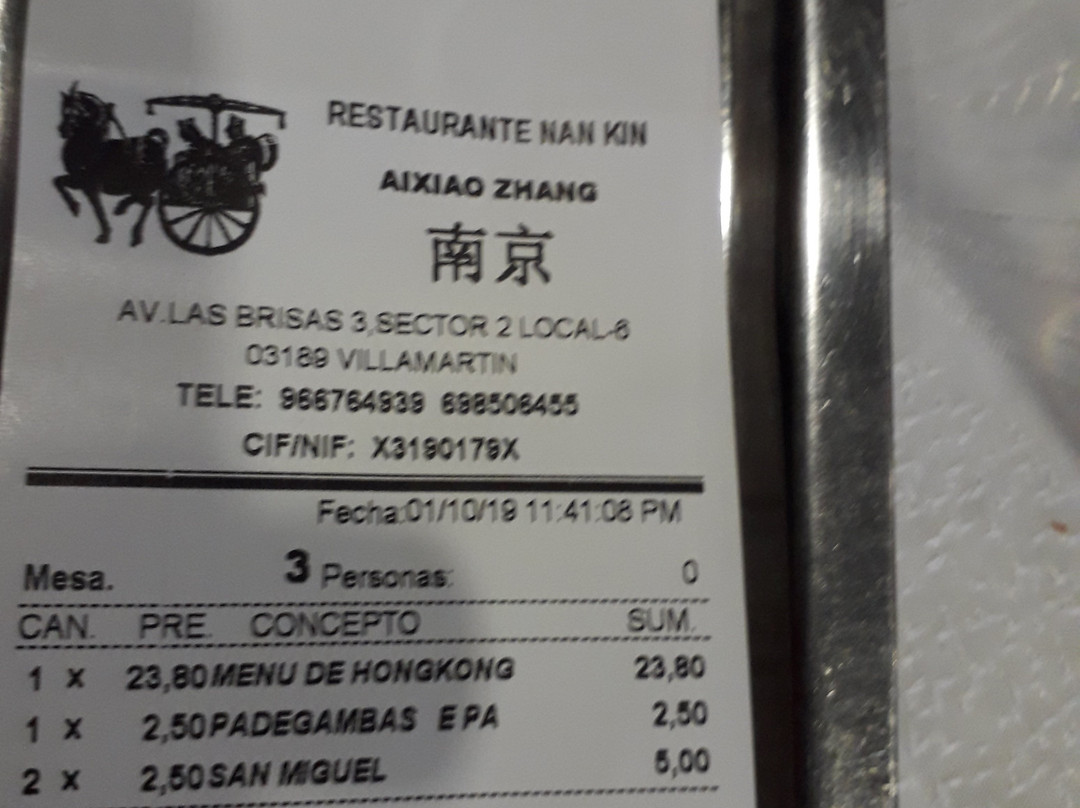 RESTAURANTE NAN KIN
AIXIAO ZHANG
南京
AV.LAS BRISAS 3,SECTOR 2 LOCAL-6
03189 VILLAMARTIN
TELE: 966764939 698506455
CIF/NIF: X3190179X
Fecha:01/10/19 11:41:08 PM
Mesa. 3 Personas: 0
CAN. PRE. CONCEPTO SUM.
1 x 23,80 MENU DE HONGKONG 23,80
1 x 2,50 PADEGAMBAS E PA 2,50
2 x 2,50 SAN MIGUEL 5,00